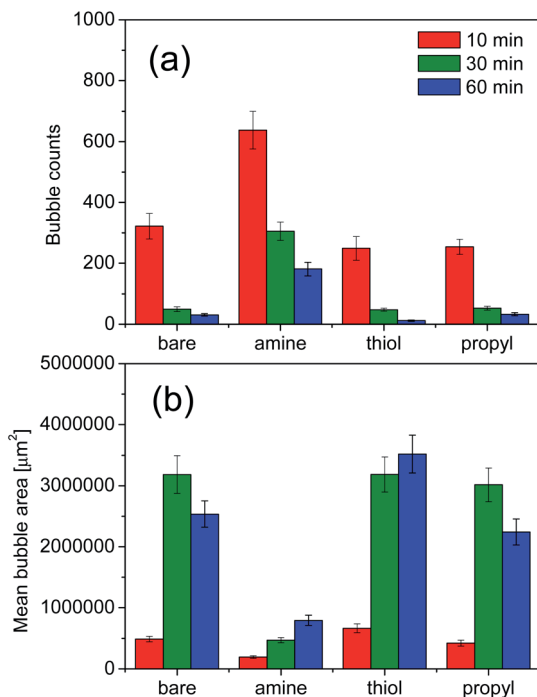 1000
(a)
10 min
30 min
60 min
800
600
400
200
0
Bubble counts
bare amine thiol propyl
5000000
(b)
4000000
3000000
2000000
1000000
0
Mean bubble area [μm²]
bare amine thiol propyl